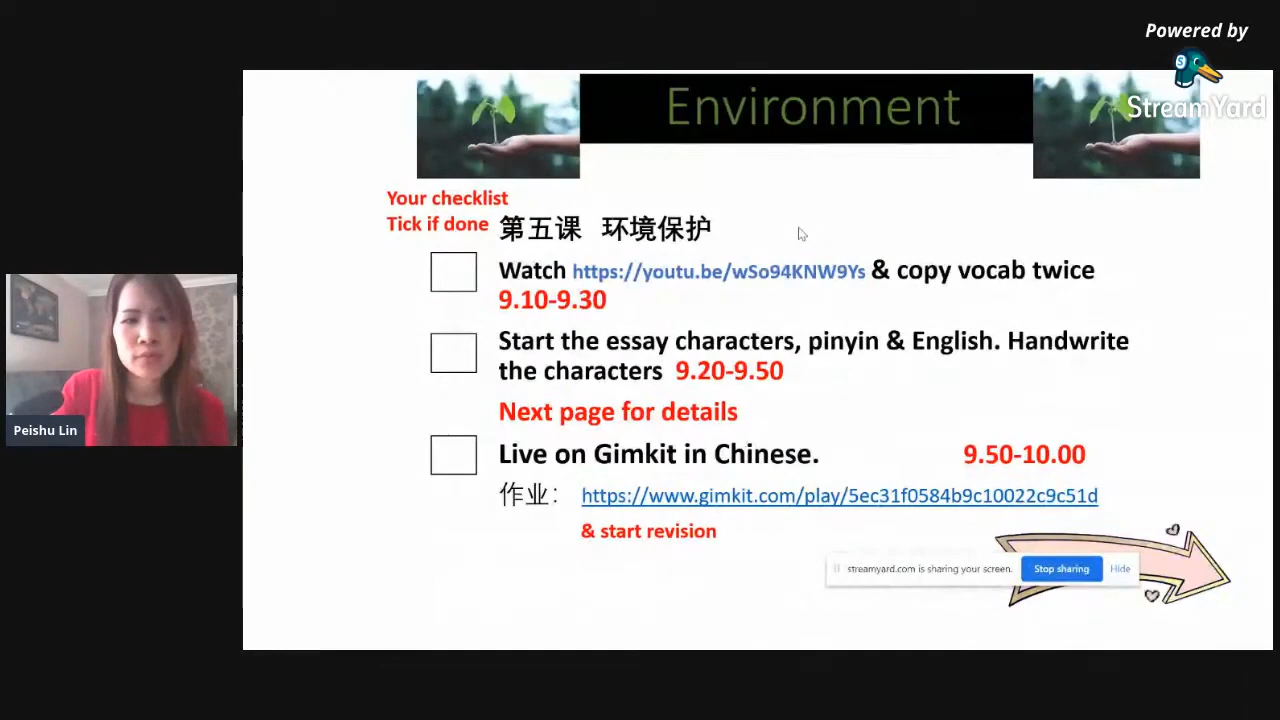 Powered by
StreamYard
Environment
Your checklist
Tick if done
第五课 环境保护
Watch https://youtu.be/wSo94KNW9Ys & copy vocab twice
9.10-9.30
Start the essay characters, pinyin & English. Handwrite
the characters 9.20-9.50
Next page for details
Live on Gimkit in Chinese. 9.50-10.00
作业： https://www.gimkit.com/play/5ec31f0584b9c10022c9c51d
& start revision
streamyard.com is sharing your screen. Stop sharing Hide
Peishu Lin